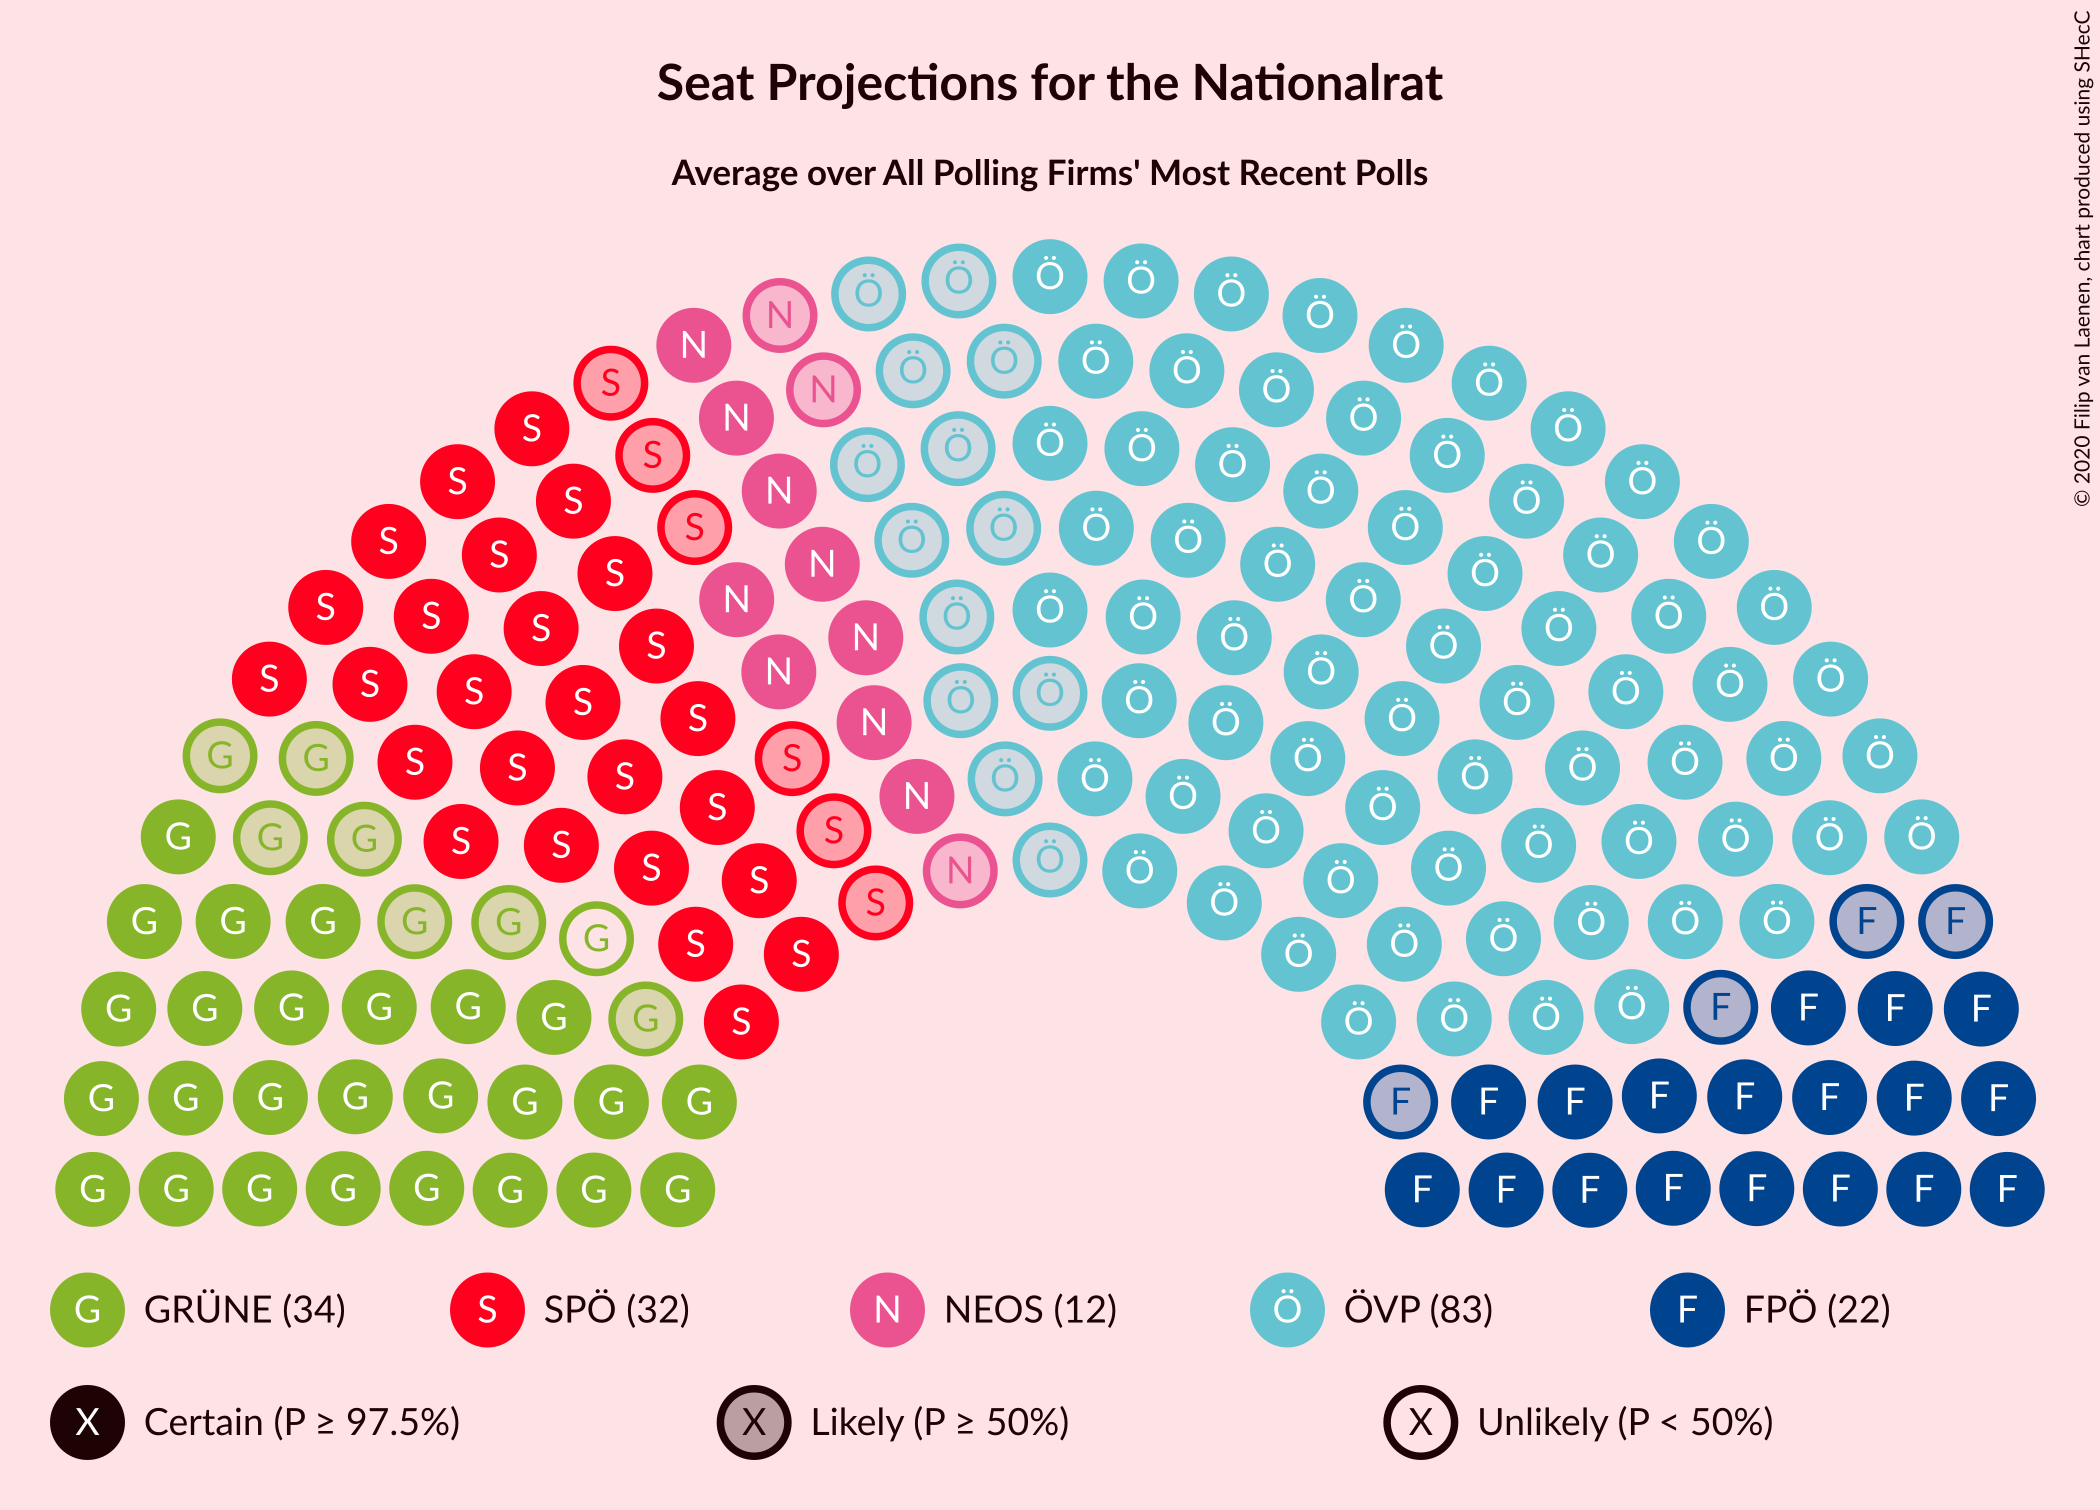 Seat Projections for the Nationalrat
Average over All Polling Firms' Most Recent Polls
© 2020 Filip van Laenen, chart produced using SHecC
Ö Ö Ö Ö Ö
N Ö Ö
N Ö
S N Ö Ö Ö Ö Ö Ö
S N Ö Ö
S N Ö Ö Ö Ö Ö
S S N Ö Ö Ö Ö
S S N Ö Ö Ö Ö Ö Ö
S S S N Ö Ö Ö Ö Ö Ö
S S N Ö Ö Ö Ö
S S S N Ö Ö Ö Ö Ö Ö Ö
S S S N Ö Ö Ö Ö Ö Ö
S S S S N Ö Ö Ö Ö Ö Ö Ö
G G S S S S Ö Ö Ö Ö Ö Ö Ö
S S N Ö Ö Ö Ö Ö
G G G S S S Ö Ö Ö Ö Ö
S S N Ö Ö Ö Ö
G G G G G G S S S Ö Ö Ö Ö Ö Ö Ö F F
G G G G G G G S Ö Ö Ö Ö F F F F
G G G G G G G G F F F F F F F F
G G G G G G G G F F F F F F F F
G GRÜNE (34) S SPÖ (32) N NEOS (12) Ö ÖVP (83) F FPÖ (22)
X Certain (P ≥ 97.5%) X Likely (P ≥ 50%) X Unlikely (P < 50%)